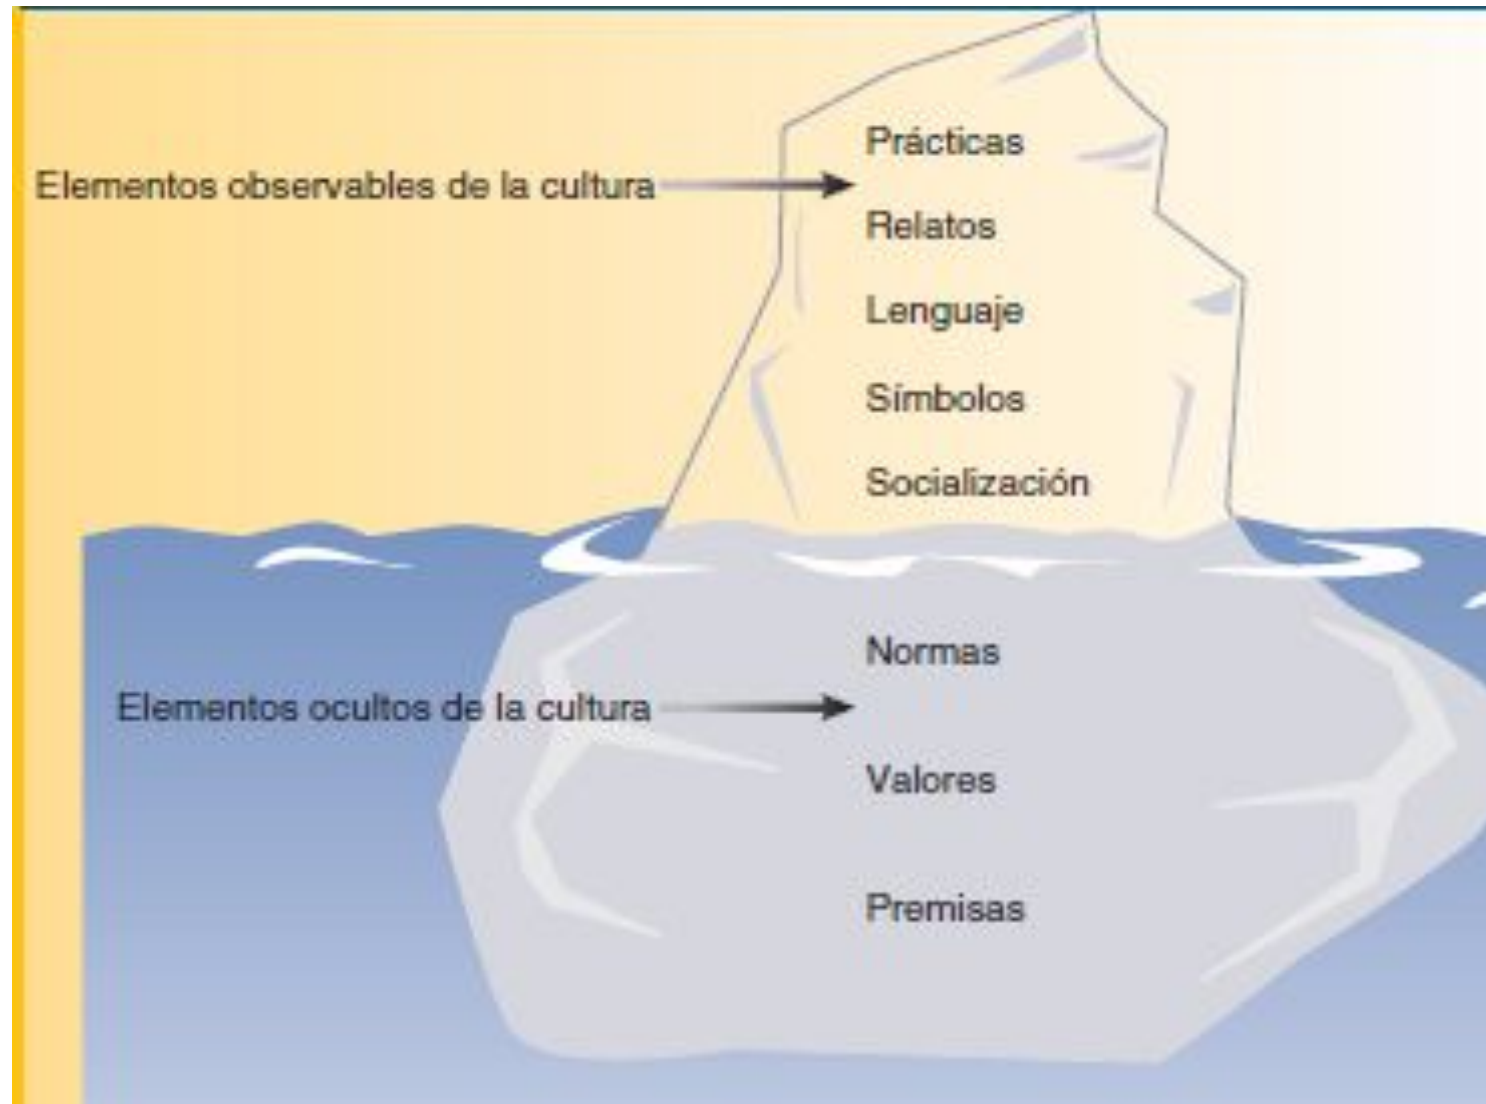 Prácticas
Elementos observables de la cultura
Relatos
Lenguaje
Símbolos
Socialización
Normas
Elementos ocultos de la cultura
Valores
Premisas